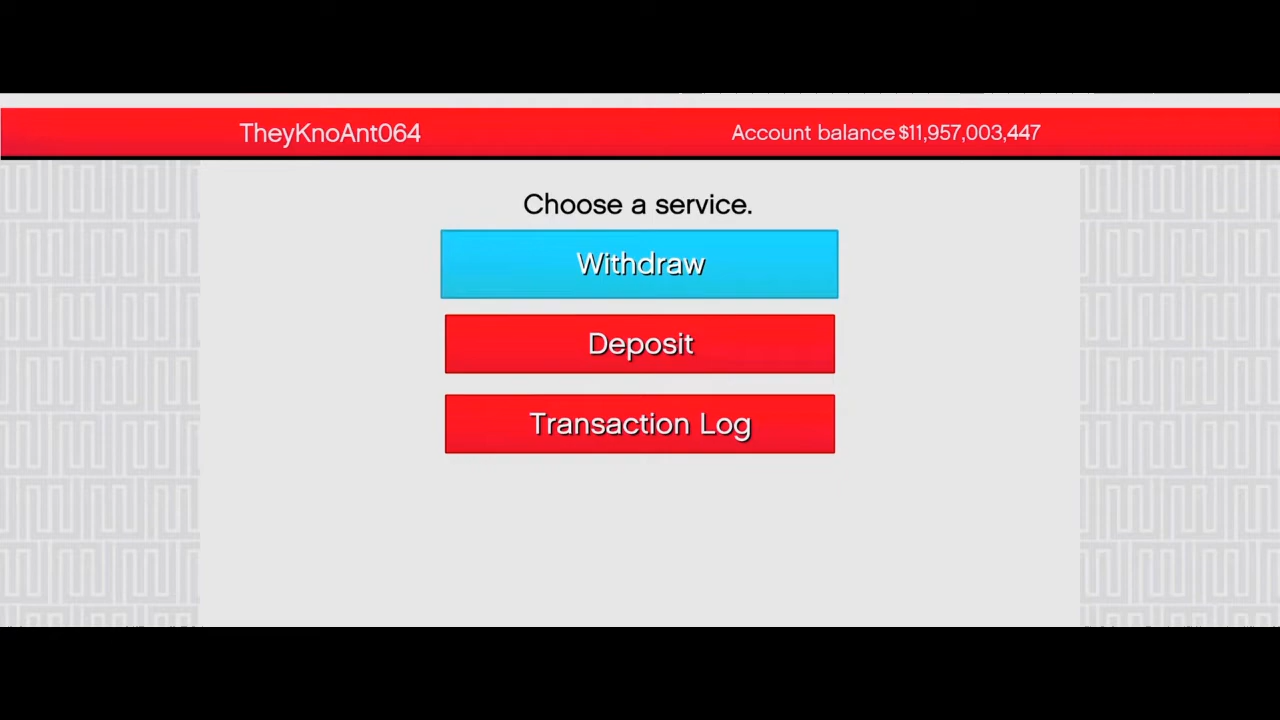 TheyKnoAnt064 Account balance $11,957,003,447
Choose a service.
Withdraw
Deposit
Transaction Log